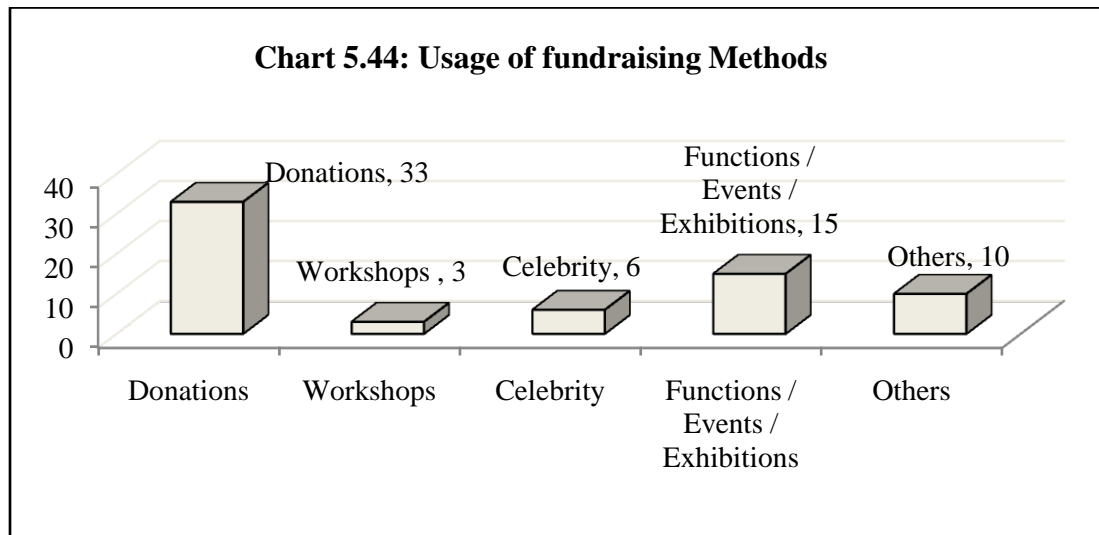 Chart 5.44: Usage of fundraising Methods
Donations, 33
Workshops , 3
Celebrity, 6
Functions /
Events /
Exhibitions, 15
Others, 10
40
30
20
10
0
Donations
Workshops
Celebrity
Functions /
Events /
Exhibitions
Others